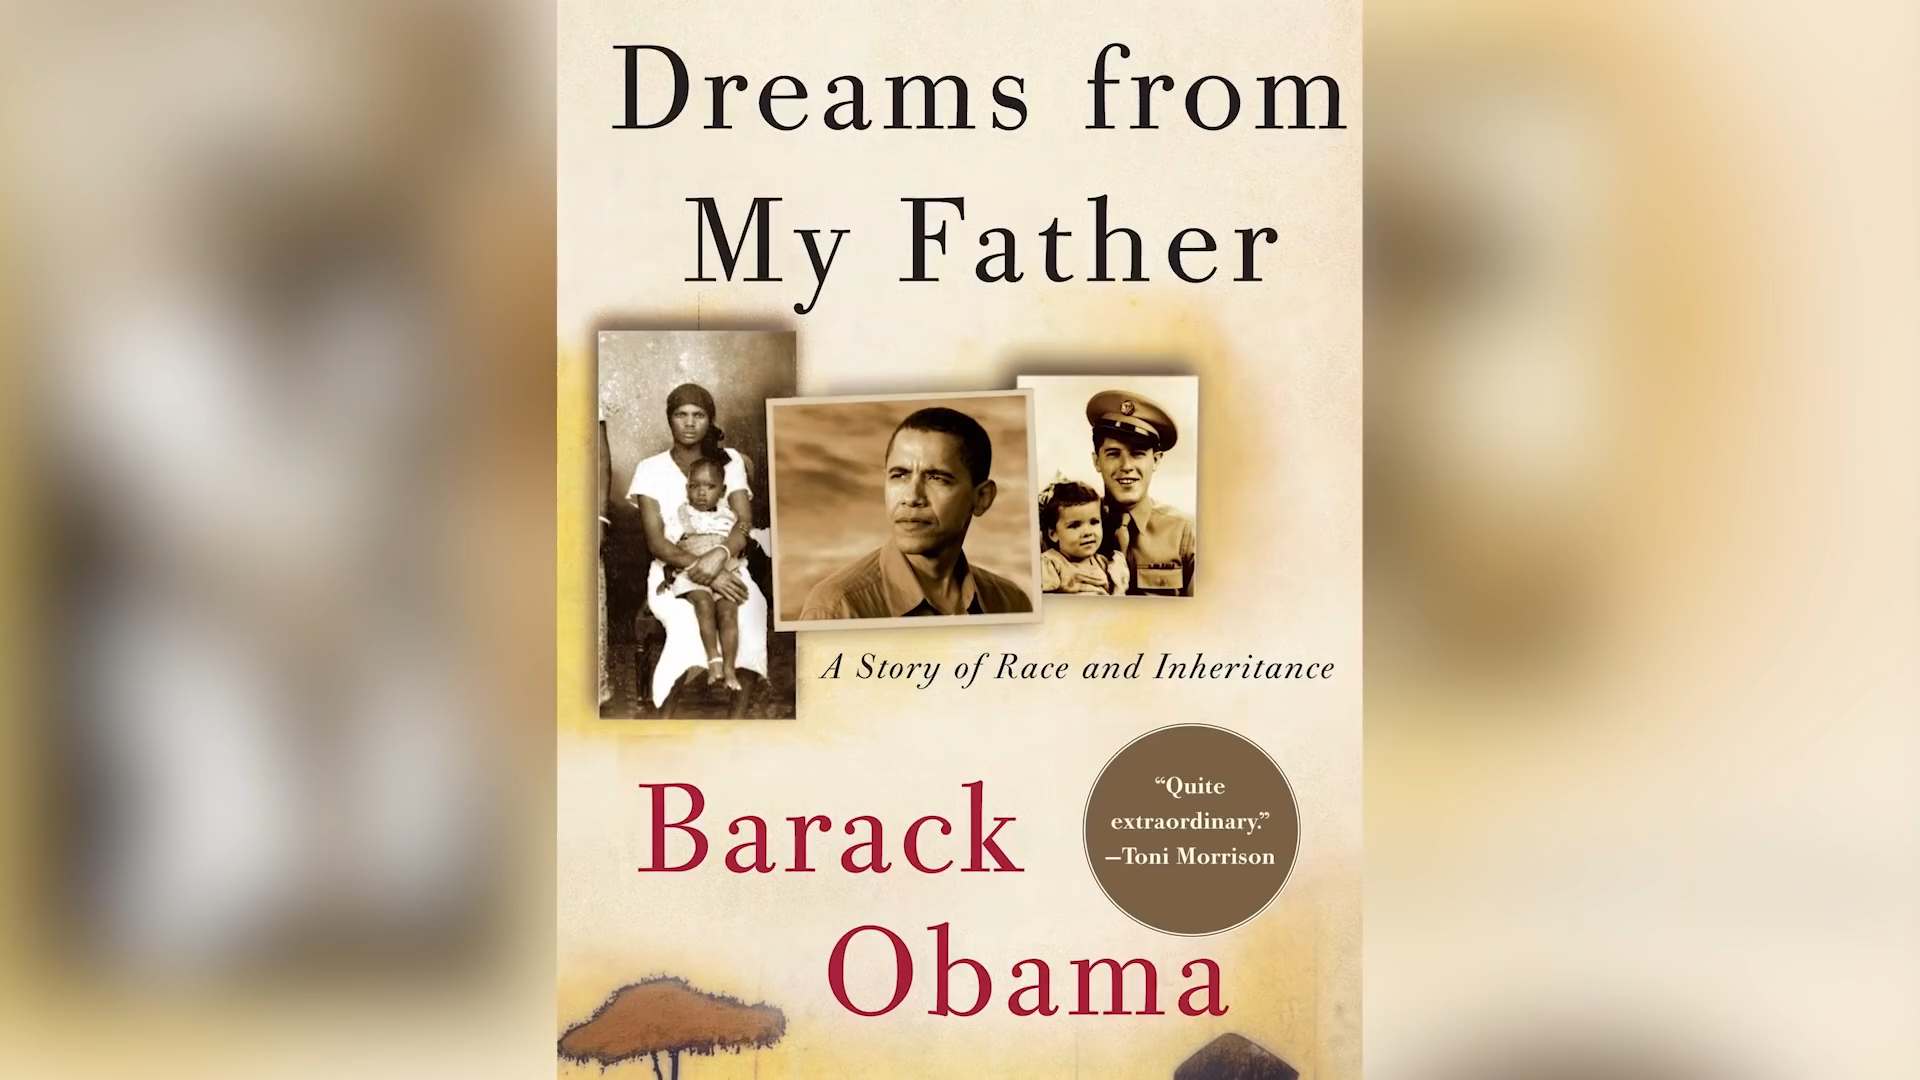 Dreams from
My Father
A Story of Race and Inheritance
Barack
Obama
“Quite
extraordinary.”
—Toni Morrison